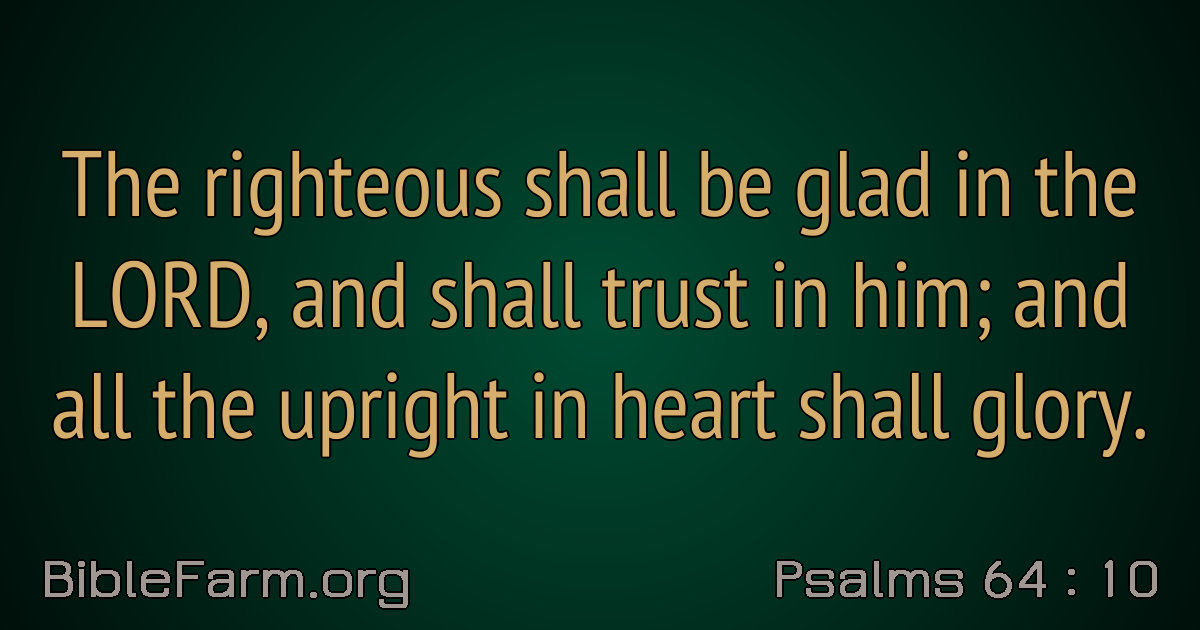 The righteous shall be glad in the
LORD, and shall trust in him; and
all the upright in heart shall glory.
BibleFarm.org
Psalms 64 : 10